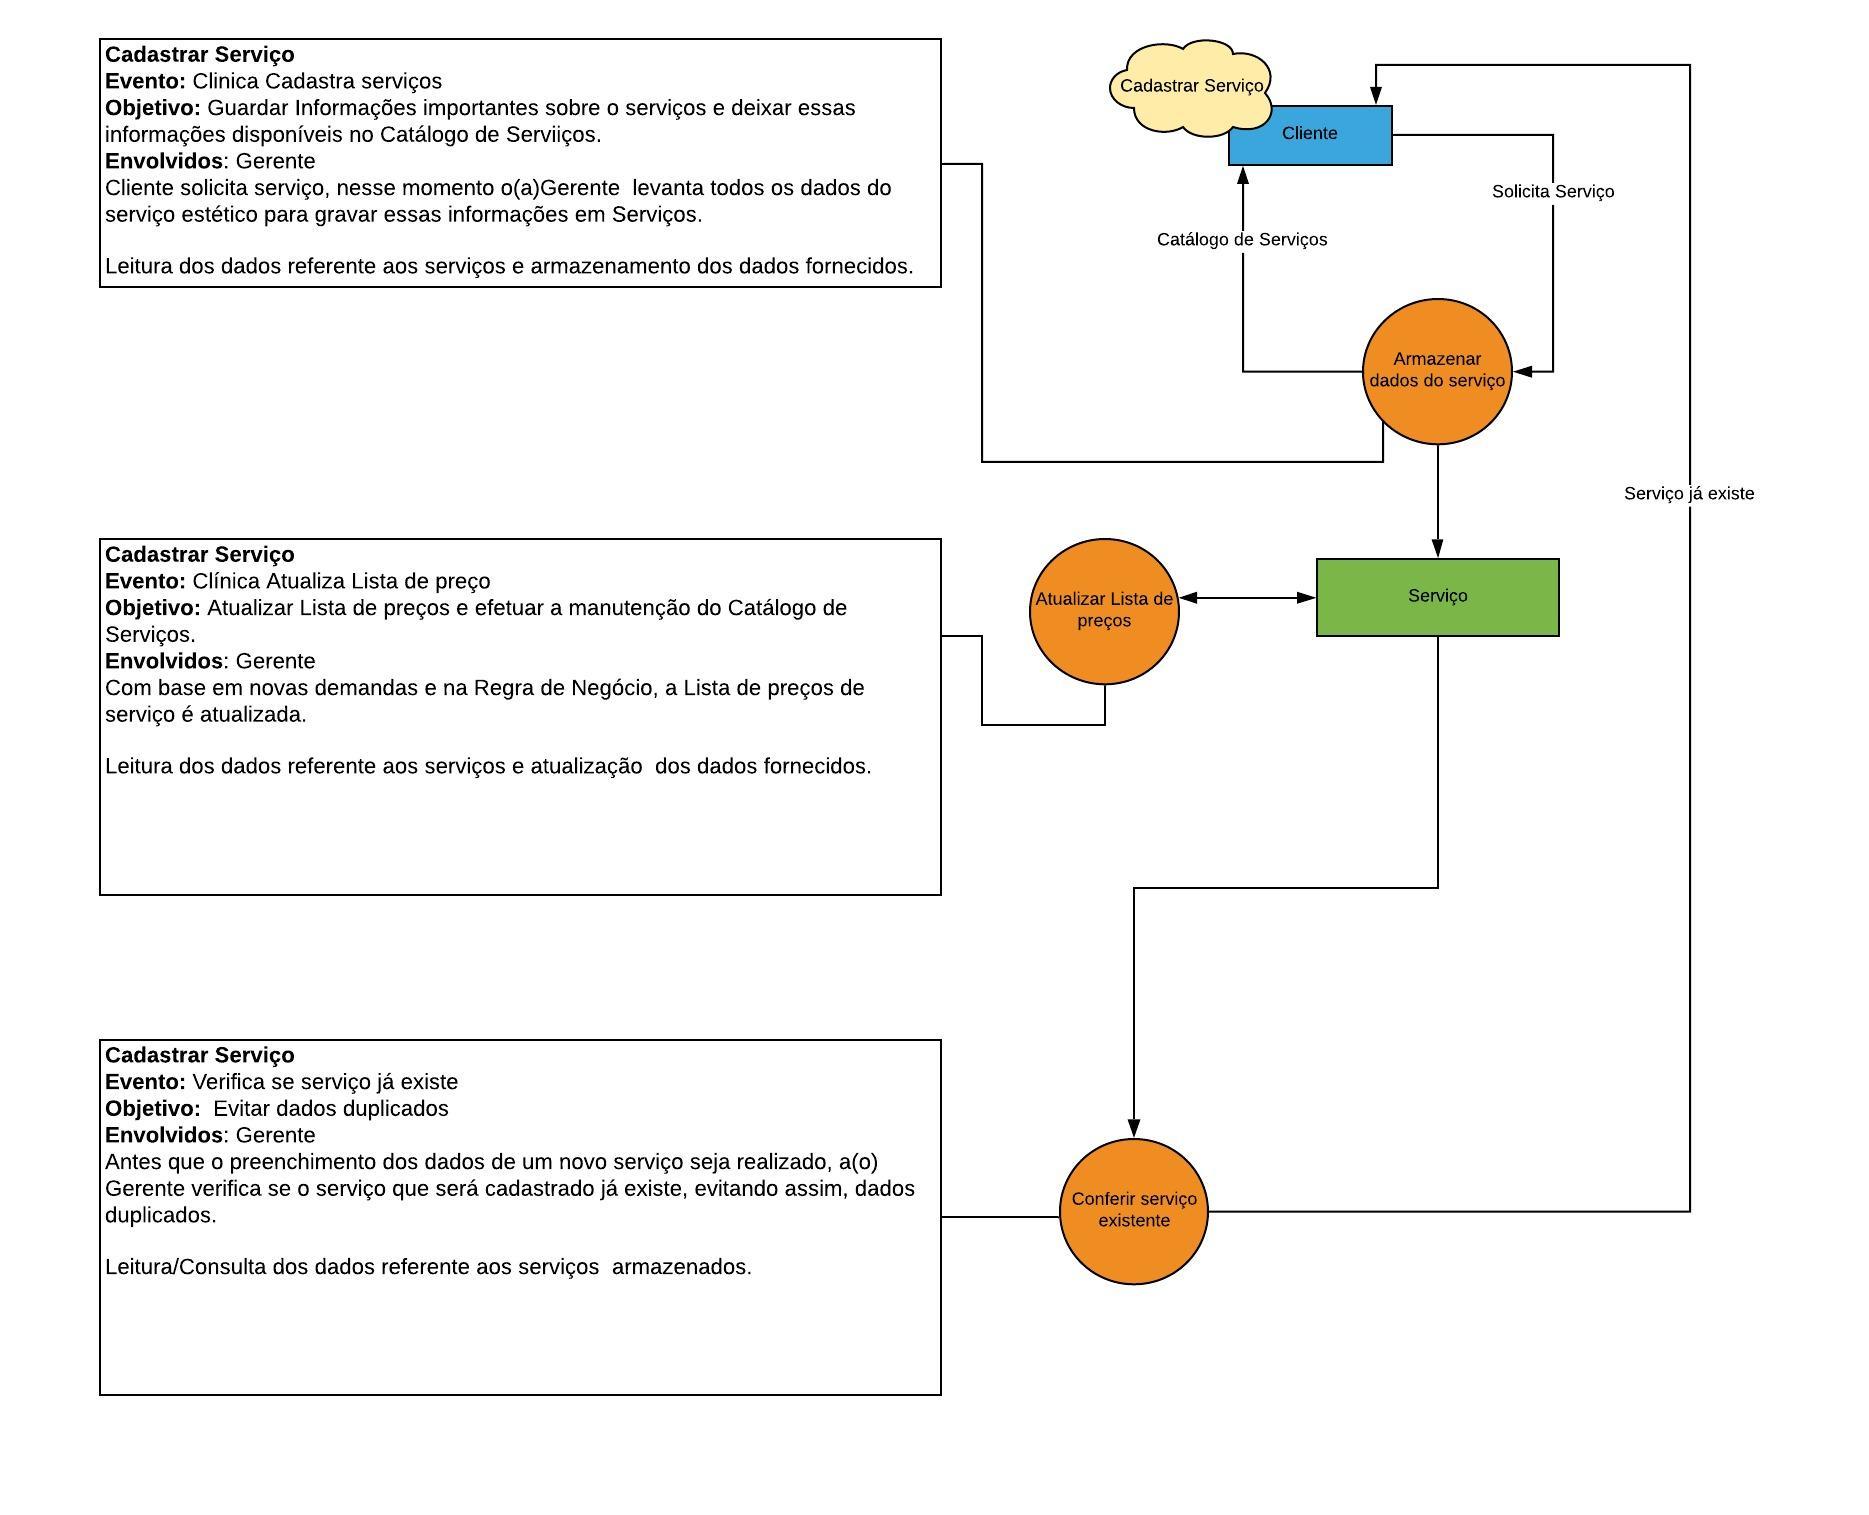 Cadastrar Serviço
Evento: Clinica Cadastra serviços
Objetivo: Guardar Informações importantes sobre o serviços e deixar essas
informações disponíveis no Catálogo de Serviiços.
Envolvidos: Gerente
Cliente solicita serviço, nesse momento o(a)Gerente  levanta todos os dados do
serviço estético para gravar essas informações em Serviços.
Leitura dos dados referente aos serviços e armazenamento dos dados fornecidos.
Cadastrar Serviço
Cliente
Solicita Serviço
Catálogo de Serviços
Armazenar
dados do serviço
Serviço já existe
Cadastrar Serviço
Evento: Clínica Atualiza Lista de preço
Objetivo: Atualizar Lista de preços e efetuar a manutenção do Catálogo de
Serviços.
Envolvidos: Gerente
Com base em novas demandas e na Regra de Negócio, a Lista de preços de
serviço é atualizada.
Leitura dos dados referente aos serviços e atualização  dos dados fornecidos.
Atualizar Lista de
preços
Serviço
Cadastrar Serviço
Evento: Verifica se serviço já existe
Objetivo:  Evitar dados duplicados
Envolvidos: Gerente
Antes que o preenchimento dos dados de um novo serviço seja realizado, a(o)
Gerente verifica se o serviço que será cadastrado já existe, evitando assim, dados
duplicados.
Leitura/Consulta dos dados referente aos serviços  armazenados.
Conferir serviço
existente